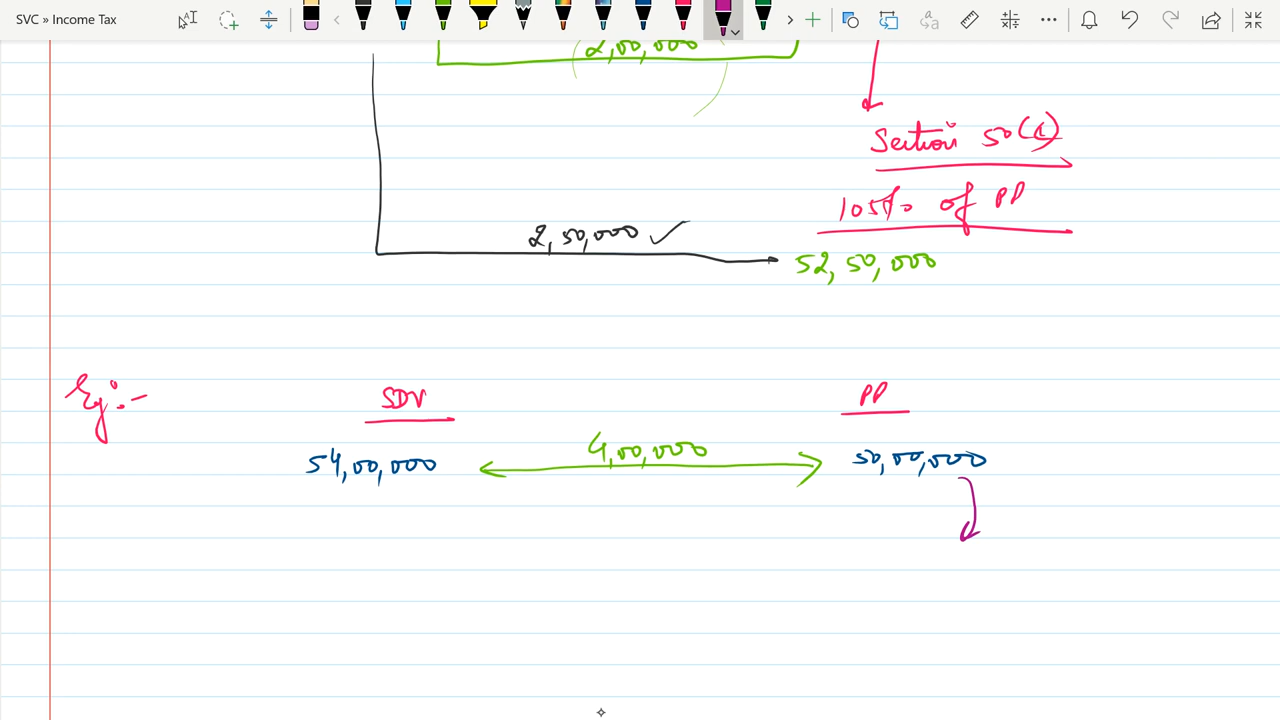 SVC » Income Tax
2,00,000
Section 50(C)
105% of PP
2,50,000 ✓
52,50,000
Eg:-
SDV
PP
54,00,000
4,00,000
50,00,000